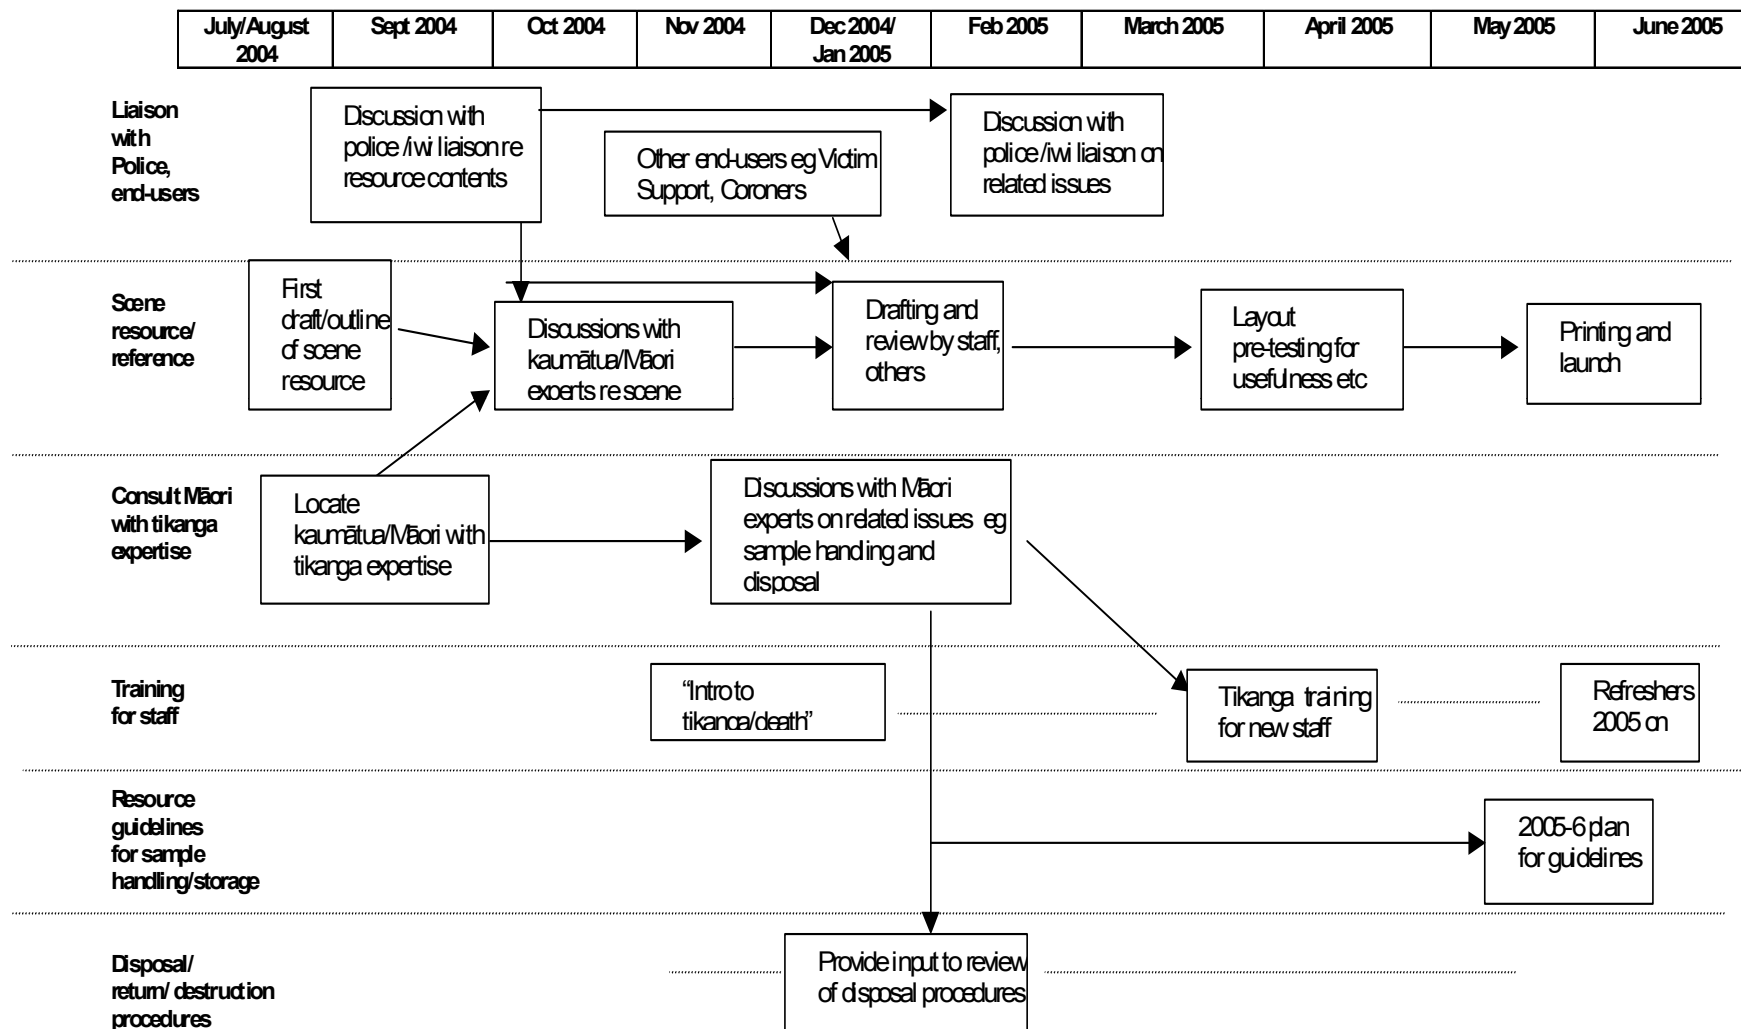 July/August
2004
Sept 2004
Oct 2004
Nov 2004
Dec 2004/
Jan 2005
Feb 2005
March 2005
April 2005
May 2005
June 2005
Liaison
with
Police,
end-users
Discussion with
police /iwi liaison re
resource contents
Other end-users eg Victim
Support, Coroners
Discussion with
police /iwi liaison on
related issues
Scene
resource/
reference
First
draft/outline
of scene
resource
Discussions with
kaumātua/Māori
experts re scene
Drafting and
review by staff,
others
Layout
pre-testing for
usefulness etc
Printing and
launch
Consult Māori
with tikanga
expertise
Locate
kaumātua/Māori with
tikanga expertise
Discussions with Māori
experts on related issues eg
sample handling and
disposal
Training
for staff
“Intro to
tikanga/death”
Tikanga training
for new staff
Refreshers
2005 on
Resource
guidelines
for sample
handling/storage
2005-6 plan
for guidelines
Disposal/
return/ destruction
procedures
Provide input to review
of disposal procedures